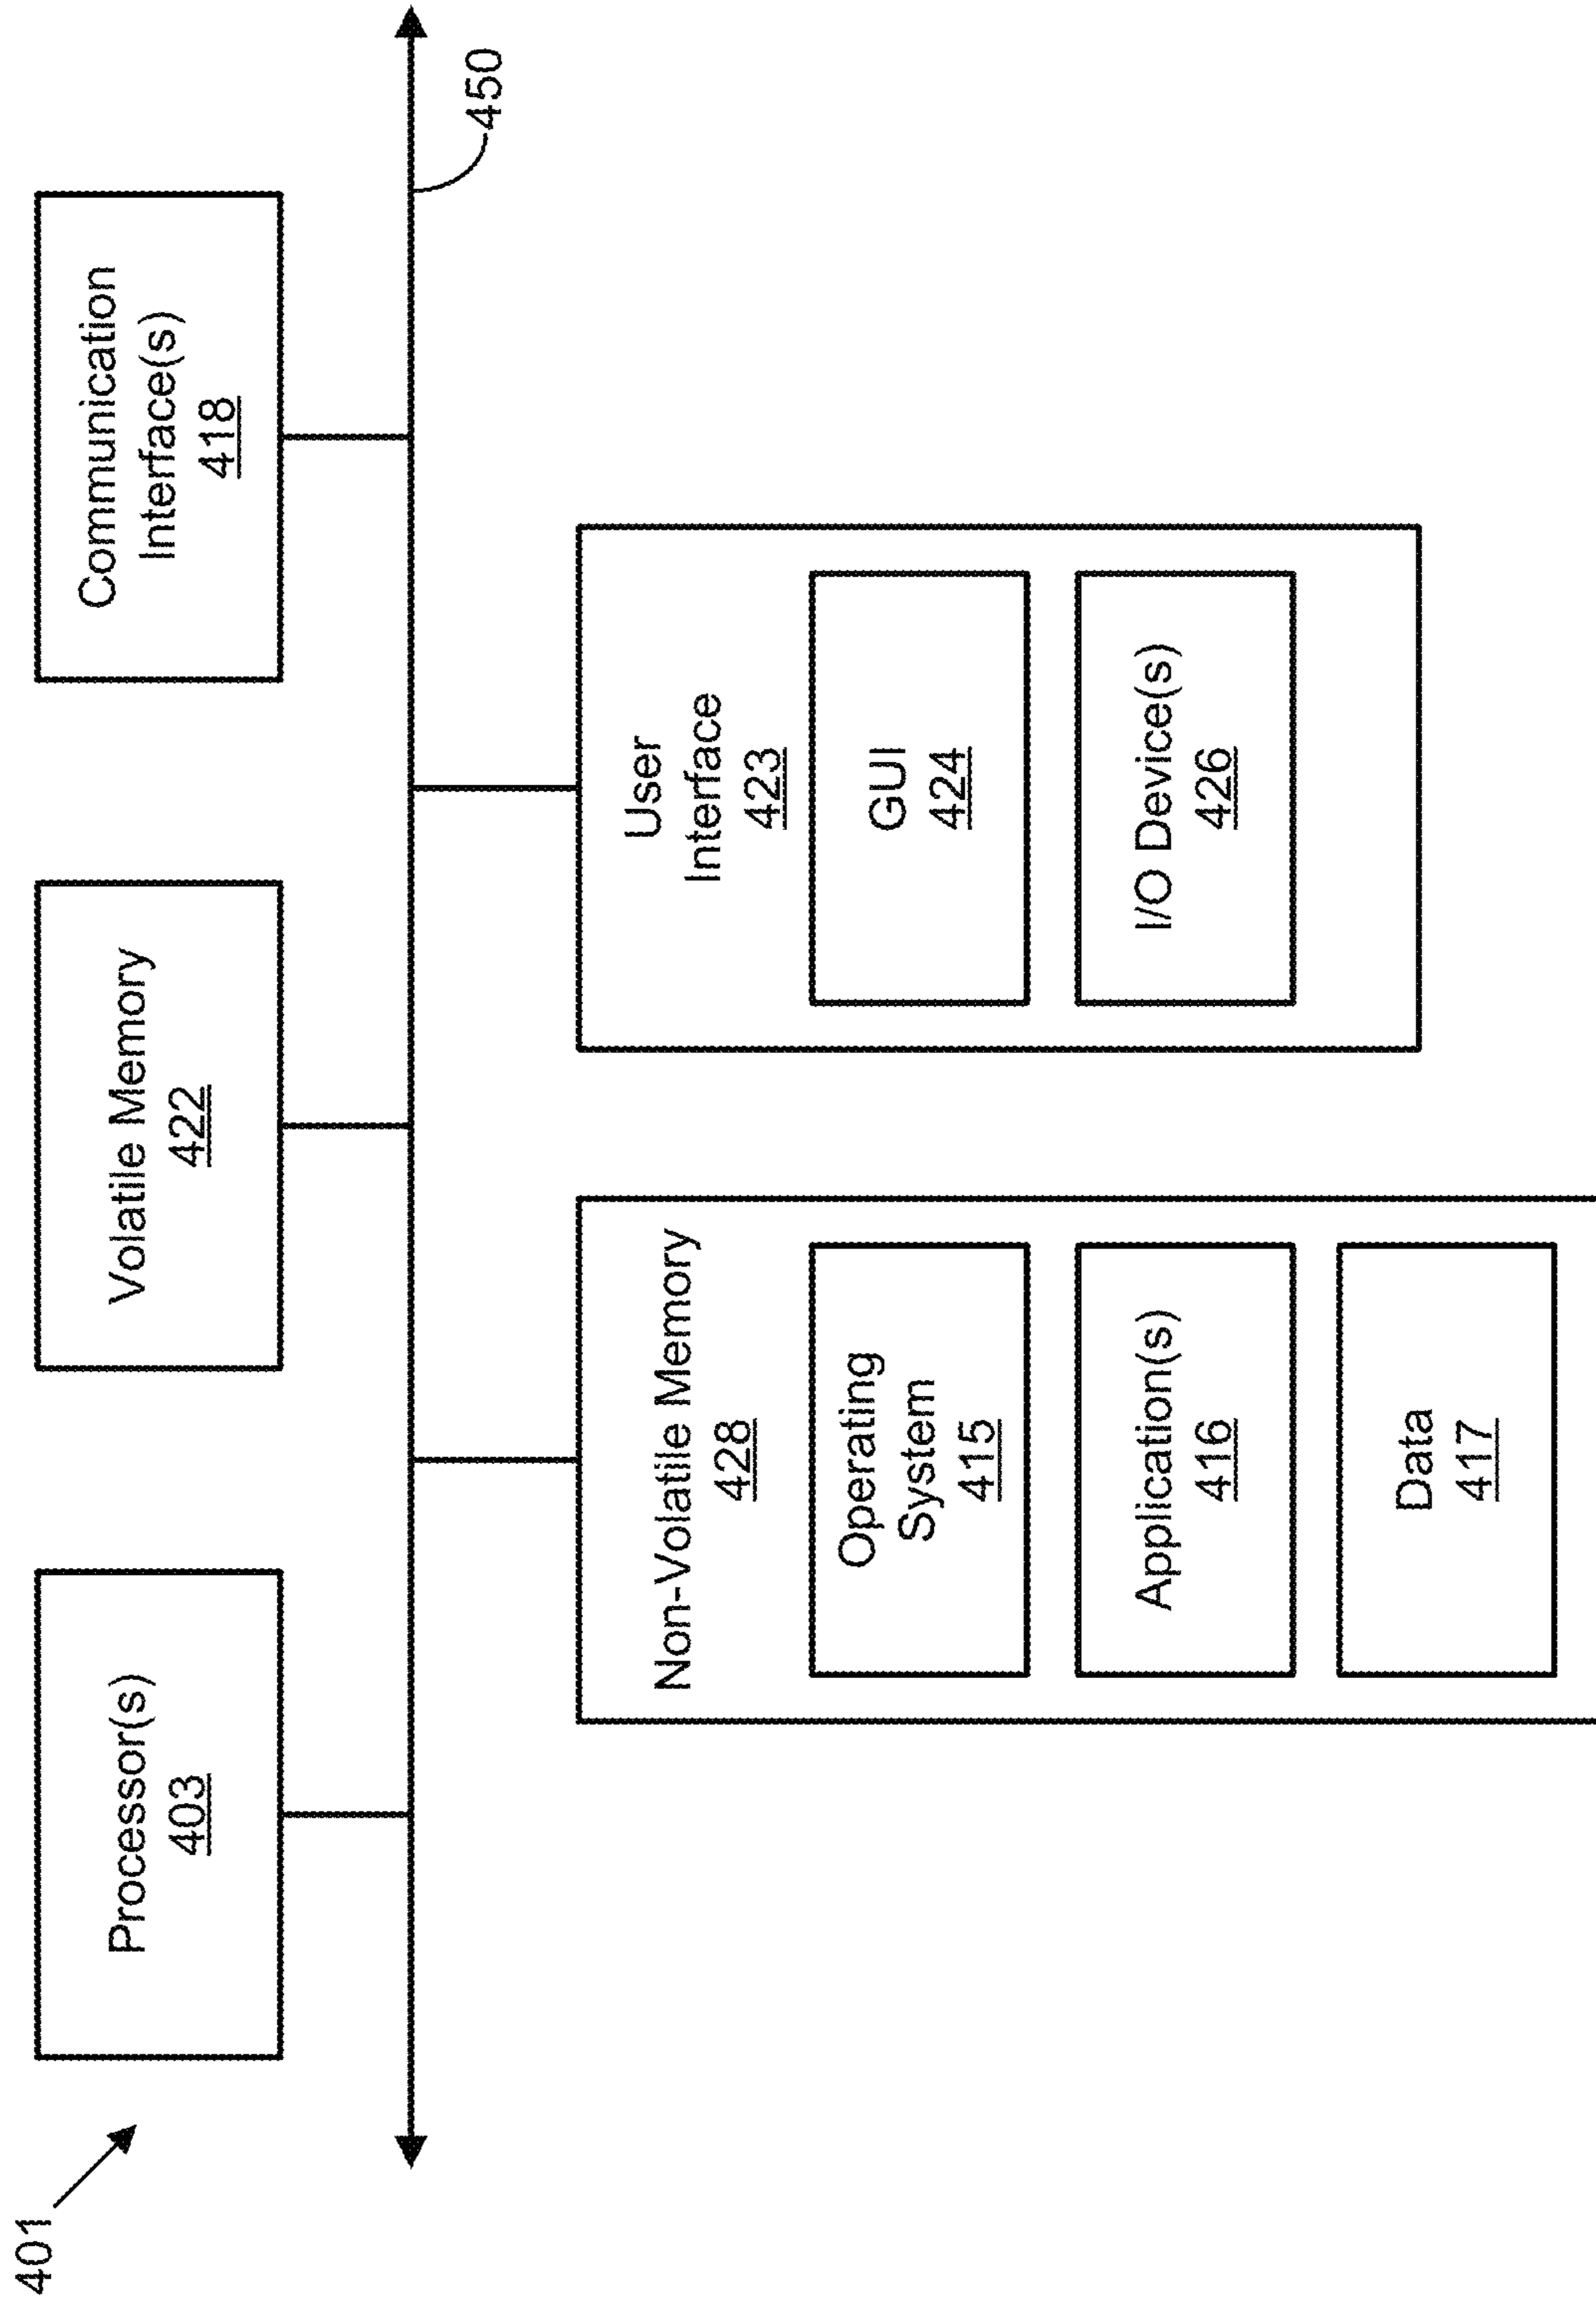 401
Processor(s)
403
Volatile Memory
422
Communication
Interface(s)
418
450
Non-Volatile Memory
428
Operating
System
415
Application(s)
416
Data
417
User
Interface
423
GUI
424
I/O Device(s)
426